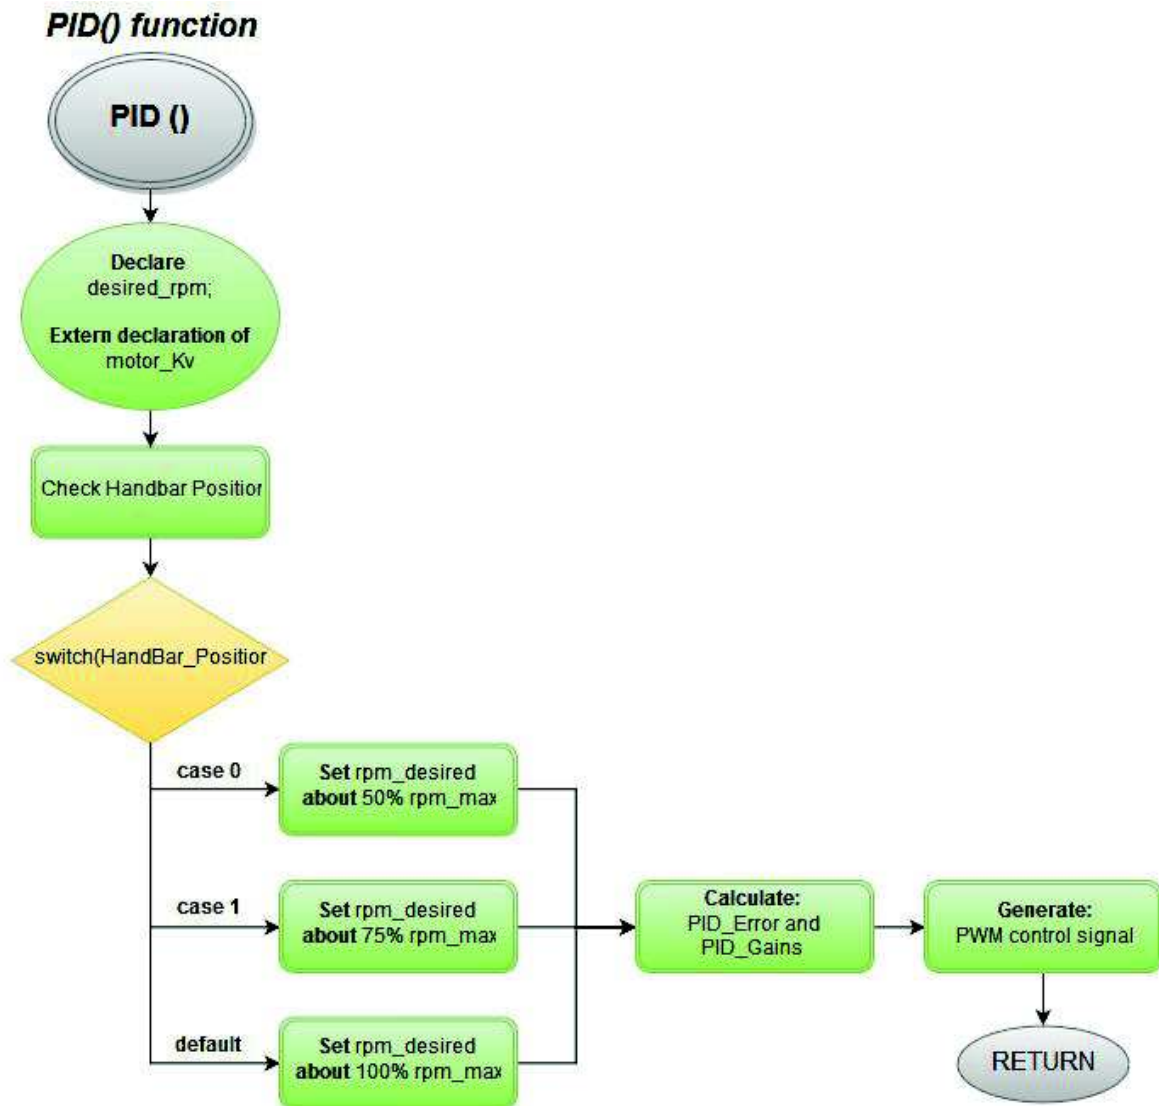 PID() function
PID ()
Declare
desired_rpm;
Extern declaration of
motor_Kv
Check Handbar Position
switch(HandBar_Position
case 0
Set rpm_desired
about 50% rpm_max
case 1
Set rpm_desired
about 75% rpm_max
default
Set rpm_desired
about 100% rpm_max
Calculate:
PID_Error and
PID_Gains
Generate:
PWM control signal
RETURN